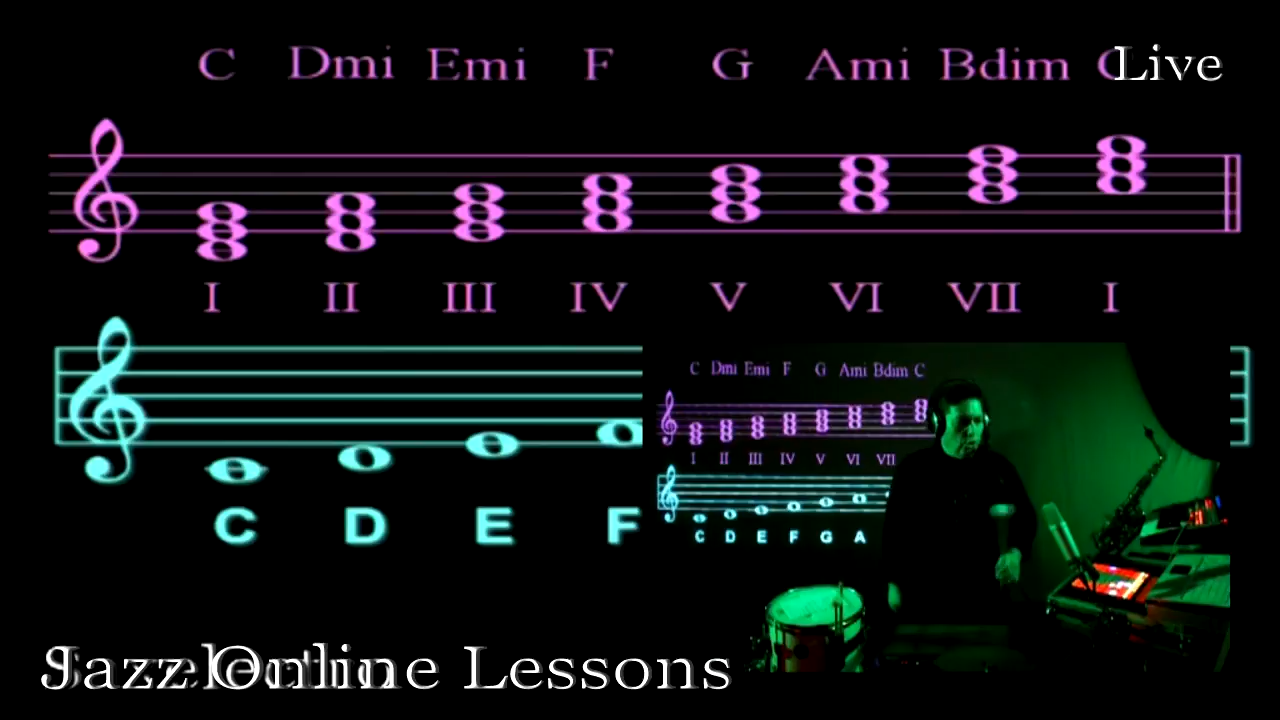 C Dmi Emi F G Ami Bdim C
Live
I II III IV V VI VII I
C D E F
C Dmi Emi F G Ami Bdim C
I II III IV V VI VII
C D E F G A
Jazz Online Lessons